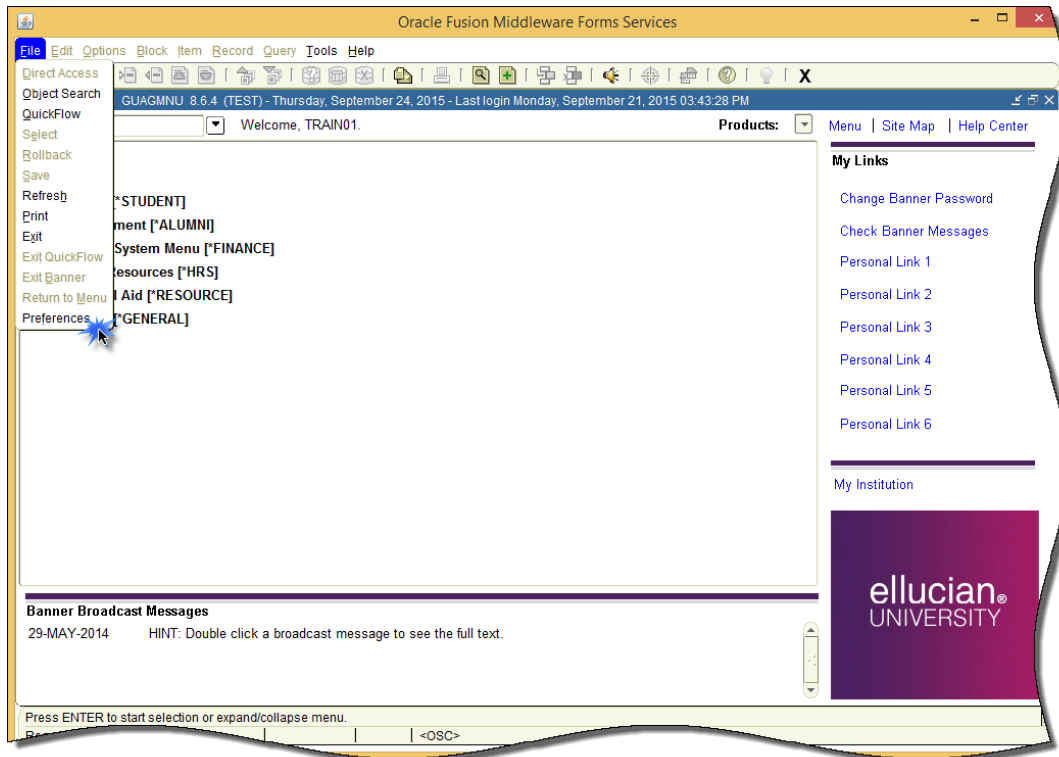 Oracle Fusion Middleware Forms Services
File Edit Options Block Item Record Query Tools Help
Direct Access
Object Search
QuickFlow
Select
Rollback
Save
Refresh
Print
Exit
Exit QuickFlow
Exit Banner
Return to Menu
Preferences
X
GUAGMNU 8.6.4 (TEST) - Thursday, September 24, 2015 - Last login Monday, September 21, 2015 03:43:28 PM
Welcome, TRAIN01.
Products:
Menu | Site Map | Help Center
[*STUDENT]
[*ALUMNI]
System Menu [*FINANCE]
Resources [*HRS]
Aid [*RESOURCE]
[*GENERAL]
My Links
Change Banner Password
Check Banner Messages
Personal Link 1
Personal Link 2
Personal Link 3
Personal Link 4
Personal Link 5
Personal Link 6
My Institution
ellucian®
UNIVERSITY
Banner Broadcast Messages
29-MAY-2014 HINT: Double click a broadcast message to see the full text.
Press ENTER to start selection or expand/collapse menu.
<OSC>